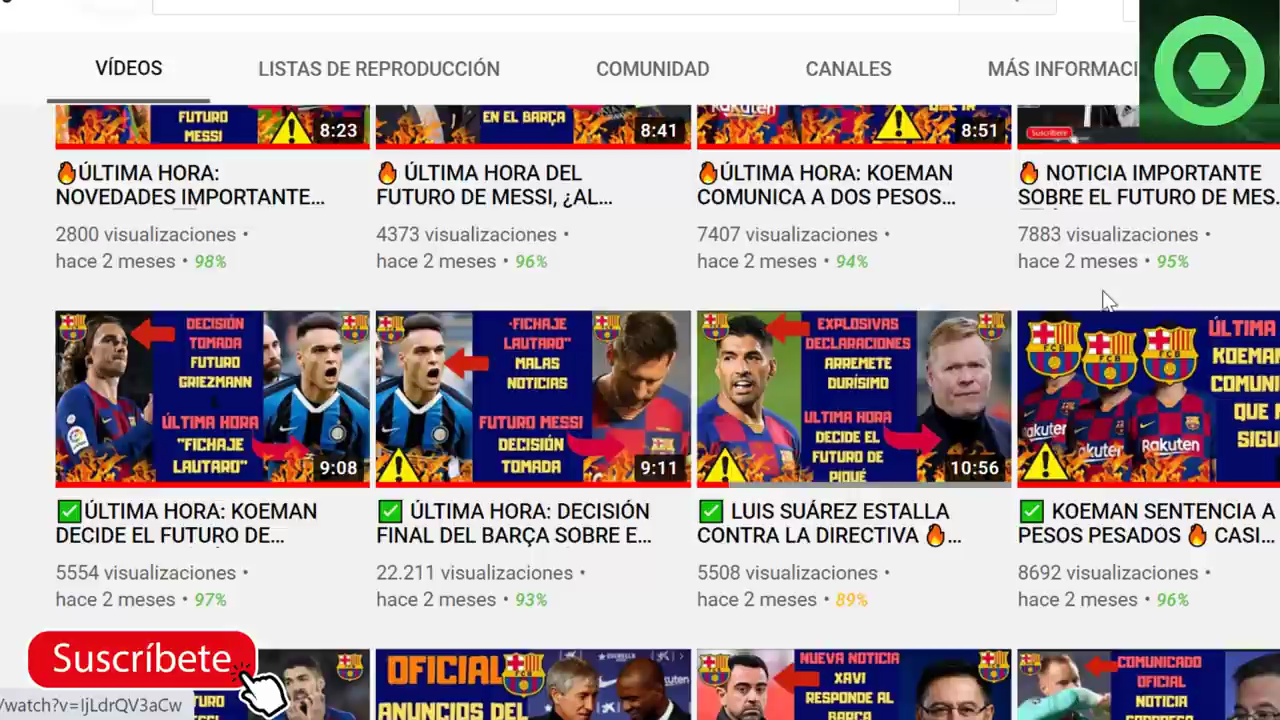 VÍDEOS
LISTAS DE REPRODUCCIÓN
COMUNIDAD
CANALES
MÁS INFORMACI
FUTURO
MESSI
8:23
EN EL BARÇA
8:41
Rakuten
8:51
Suscríbete
🔥ÚLTIMA HORA:
NOVEDADES IMPORTANTE...
2800 visualizaciones •
hace 2 meses • 98%
🔥 ÚLTIMA HORA DEL
FUTURO DE MESSI, ¿AL...
4373 visualizaciones •
hace 2 meses • 96%
🔥ÚLTIMA HORA: KOEMAN
COMUNICA A DOS PESOS...
7407 visualizaciones •
hace 2 meses • 94%
🔥 NOTICIA IMPORTANTE
SOBRE EL FUTURO DE MES.
7883 visualizaciones •
hace 2 meses • 95%
DECISIÓN
TOMADA
FUTURO
GRIEZMANN
ÚLTIMA HORA
"FICHAJE
LAUTARO"
9:08
"FICHAJE
LAUTARO"
MALAS
NOTICIAS
FUTURO MESSI
DECISIÓN
TOMADA
9:11
EXPLOSIVAS
DECLARACIONES
ARREMETE
DURÍSIMO
ULTIMA HORA
DECIDE EL
FUTURO DE
PIQUÉ
10:56
ÚLTIMA
KOEMAN
COMUNI
QUE
SIGU
Rakuten
✅ÚLTIMA HORA: KOEMAN
DECIDE EL FUTURO DE...
5554 visualizaciones •
hace 2 meses • 97%
✅ ÚLTIMA HORA: DECISIÓN
FINAL DEL BARÇA SOBRE E...
22.211 visualizaciones •
hace 2 meses • 93%
✅ LUIS SUÁREZ ESTALLA
CONTRA LA DIRECTIVA 🔥...
5508 visualizaciones •
hace 2 meses • 89%
✅ KOEMAN SENTENCIA A
PESOS PESADOS 🔥 CASI...
8692 visualizaciones •
hace 2 meses • 96%
Suscríbete
/watch?v=IjLdrQV3aCw
TURO
OFICIAL
ANUNCIOS DEL
NUEVA NOTICIA
XAVI
RESPONDE AL
BARÇA
COMUNICADO
OFICIAL
NOTICIA